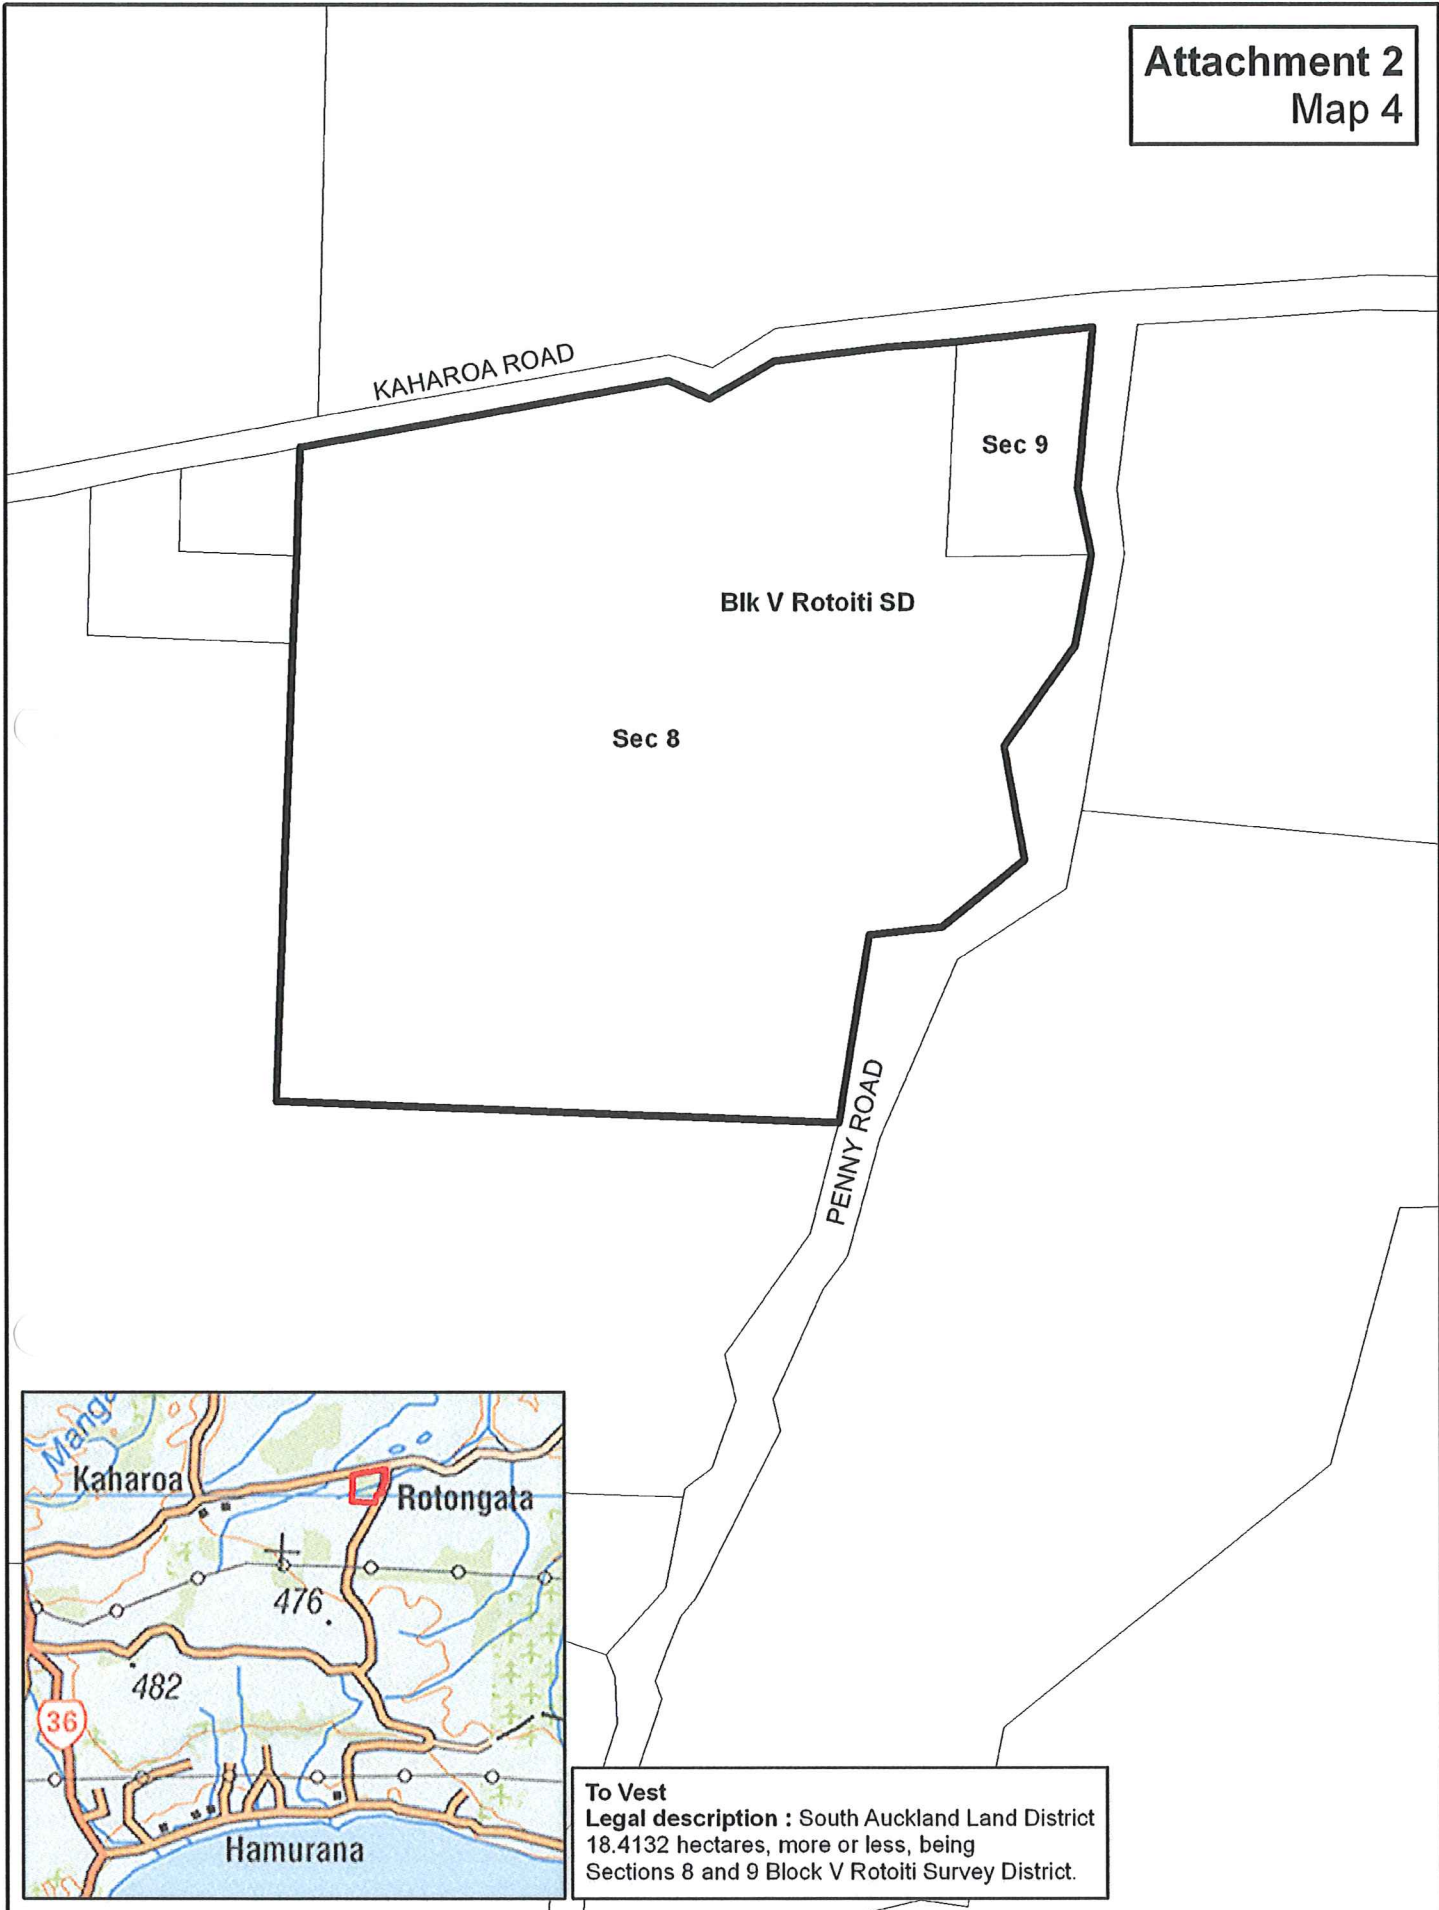 Attachment 2
Map 4
KAHAROA ROAD
Sec 9
Blk V Rotoiti SD
Sec 8
PENNY ROAD
Kaharoa
Rotongata
476
482
36
Hamurana
To Vest
Legal description : South Auckland Land District
18.4132 hectares, more or less, being
Sections 8 and 9 Block V Rotoiti Survey District.